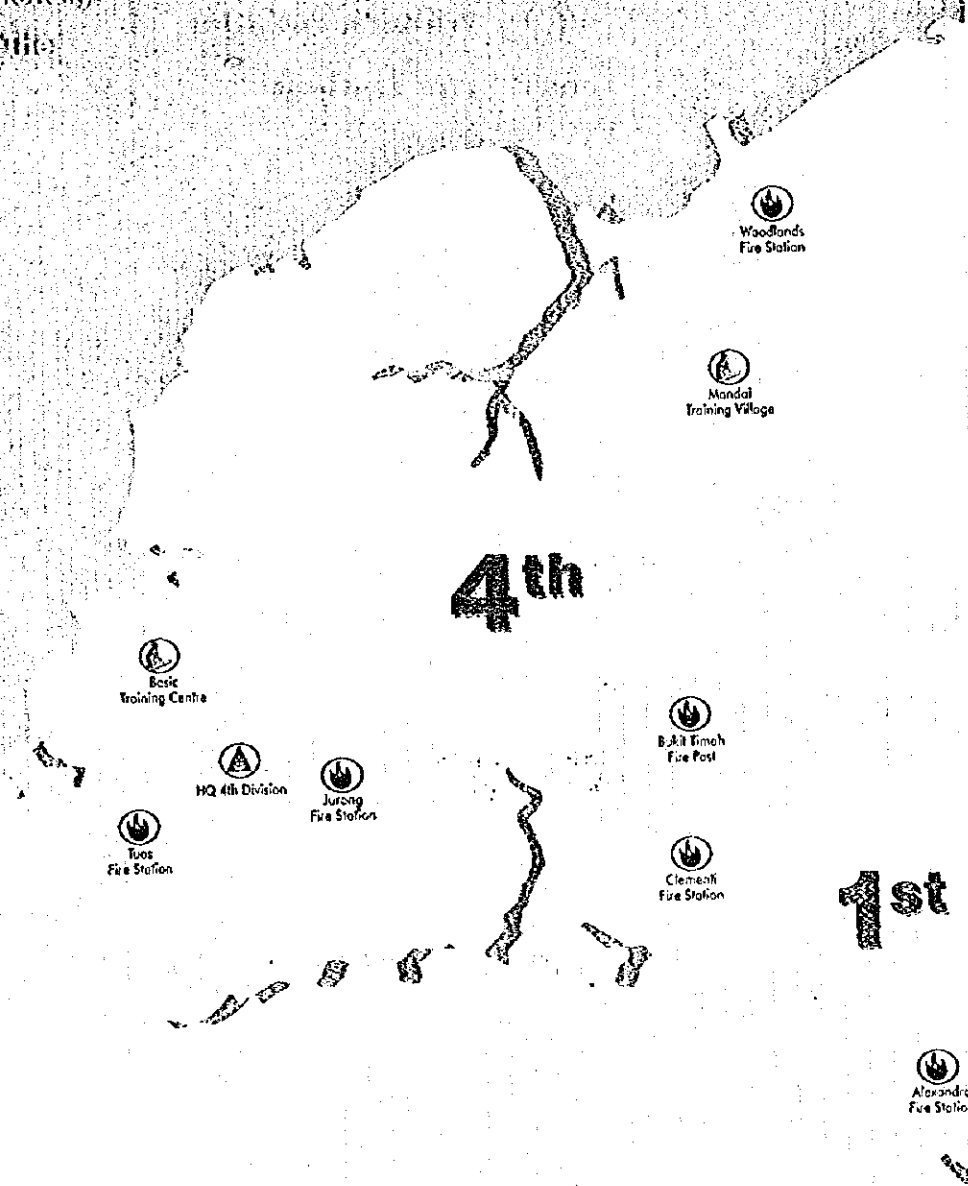 Woodlands
Fire Station
Mandai
Training Village
4th
Basic
Training Centre
Bukit Timah
Fire Post
HQ 4th Division
Jurong
Fire Station
Tuas
Fire Station
Clementi
Fire Station
1st
Alexandra
Fire Statio